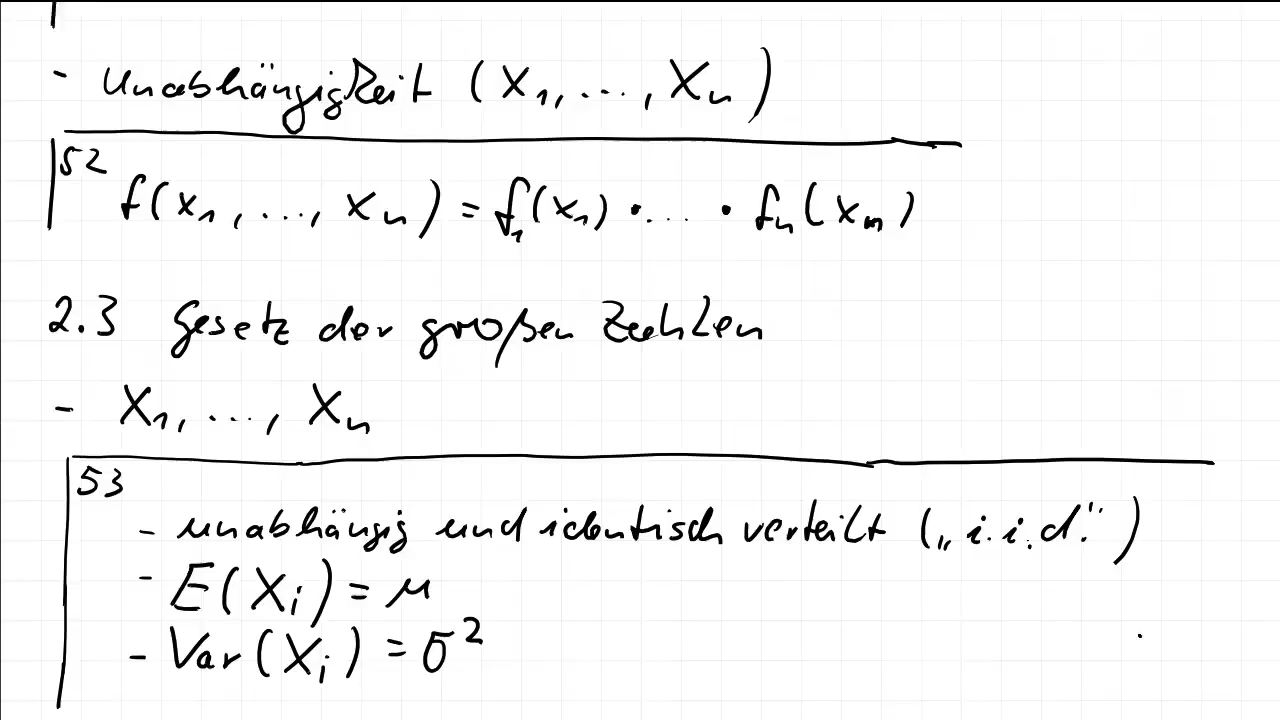 - Unabhängigkeit (X₁, ..., Xₙ)
52
f(x₁, ..., xₙ) = f₁(x₁) · ... · fₙ(xₘ)
2.3 Gesetz der großen Zahlen
- X₁, ..., Xₙ
53
- unabhängig und identisch verteilt („i.i.d.“)
- E(Xᵢ) = μ
- Var(Xᵢ) = σ²